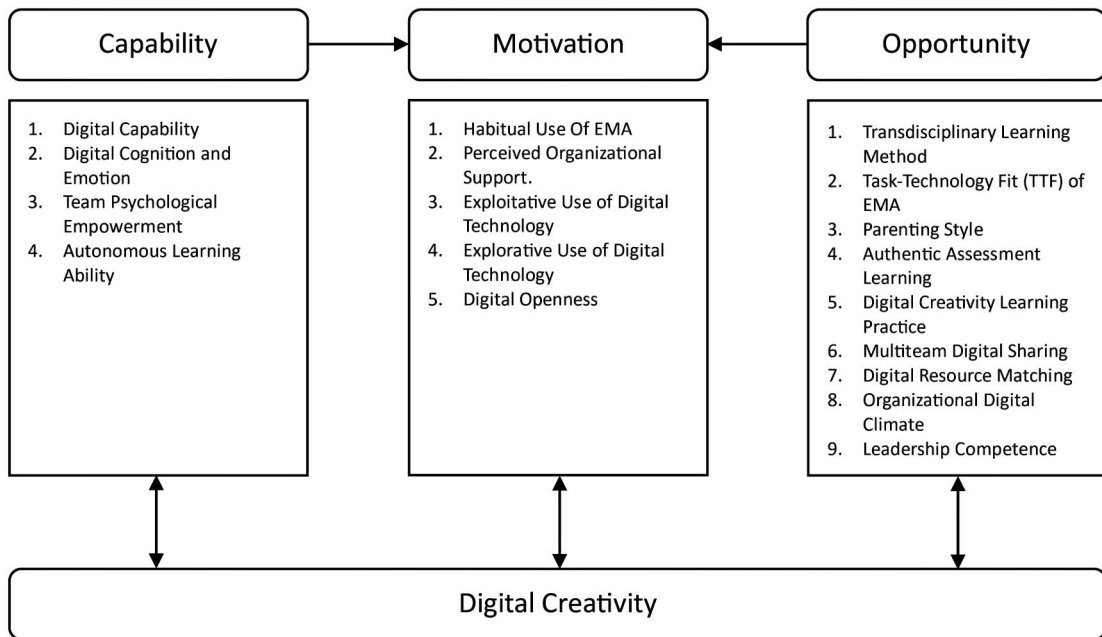 Capability
Motivation
Opportunity
1. Digital Capability
2. Digital Cognition and
Emotion
3. Team Psychological
Empowerment
4. Autonomous Learning
Ability
1. Habitual Use Of EMA
2. Perceived Organizational
Support.
3. Exploitative Use of Digital
Technology
4. Explorative Use of Digital
Technology
5. Digital Openness
1. Transdisciplinary Learning
Method
2. Task-Technology Fit (TTF) of
EMA
3. Parenting Style
4. Authentic Assessment
Learning
5. Digital Creativity Learning
Practice
6. Multiteam Digital Sharing
7. Digital Resource Matching
8. Organizational Digital
Climate
9. Leadership Competence
Digital Creativity